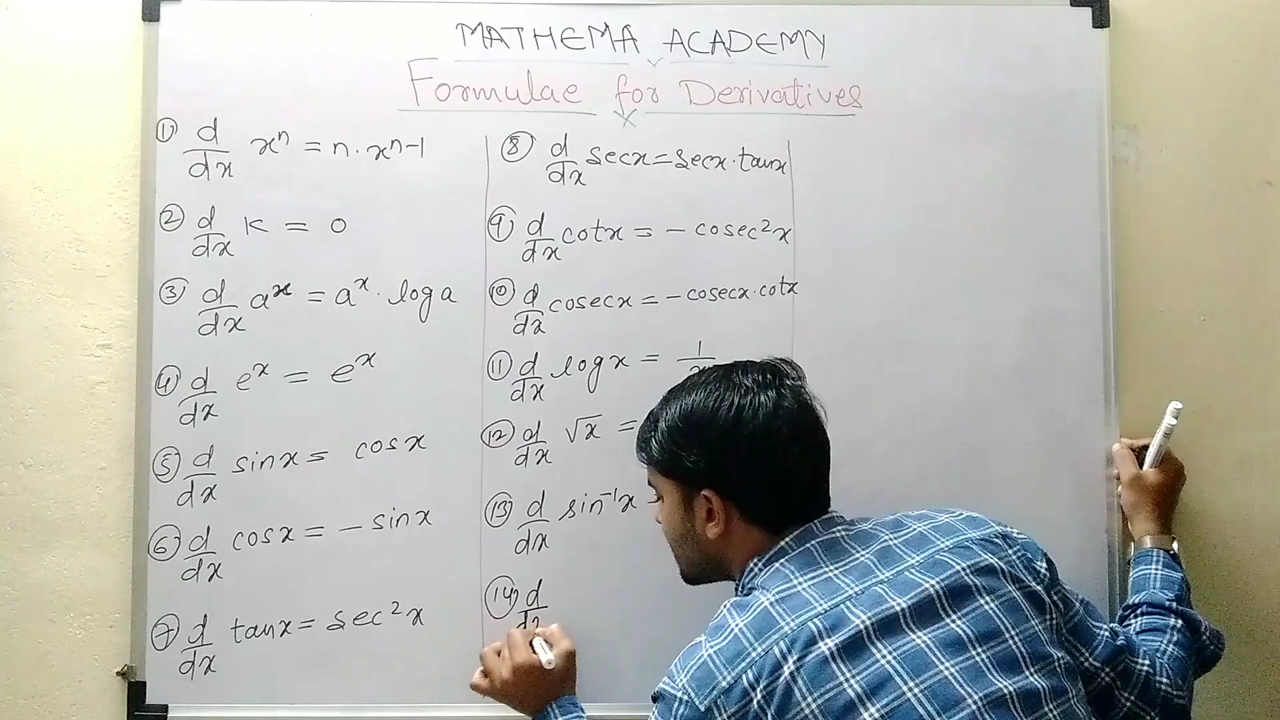 MATHEMA ACADEMY
Formulae for Derivatives
① d/dx xⁿ = n·xⁿ⁻¹
② d/dx K = 0
③ d/dx aˣ = aˣ·log a
④ d/dx eˣ = eˣ
⑤ d/dx sinx = cosx
⑥ d/dx cosx = -sinx
⑦ d/dx tanx = sec²x
⑧ d/dx secx = secx·tanx
⑨ d/dx cotx = -cosec²x
⑩ d/dx cosecx = -cosecx·cotx
⑪ d/dx logx = 1/
⑫ d/dx √x =
⑬ d/dx sin⁻¹x =
⑭ d/dx